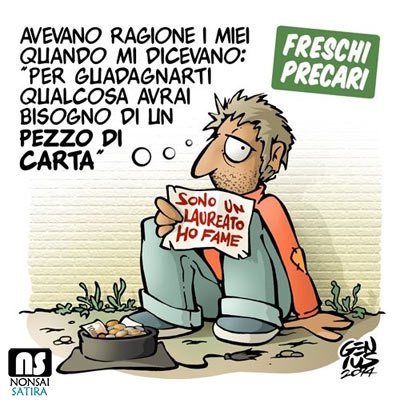 AVEVANO RAGIONE I MIEI
QUANDO MI DICEVANO:
"PER GUADAGNARTI
QUALCOSA AVRAI
BISOGNO DI UN
PEZZO DI
CARTA"
FRESCHI
PRECARI
SONO UN
LAUREATO
HO FAME
ns
NONSAI
SATIRA
GENIUS
2014